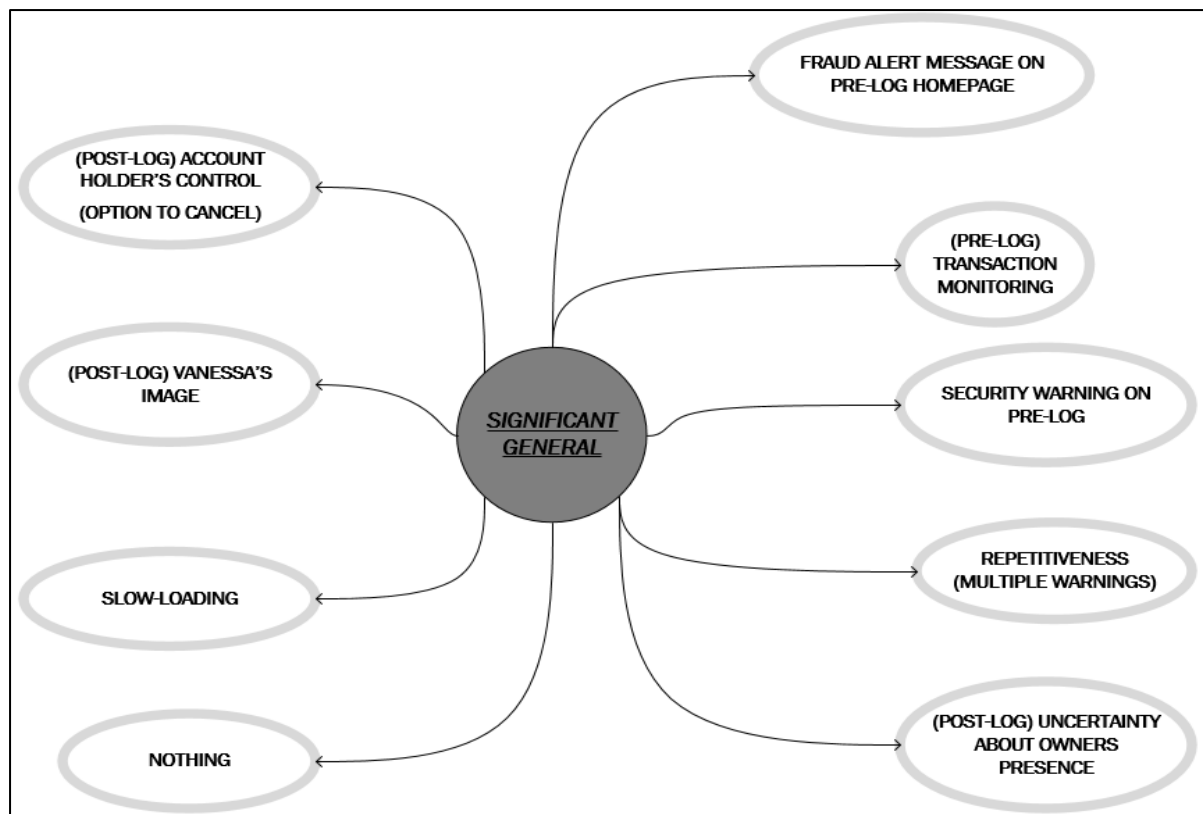 FRAUD ALERT MESSAGE ON
PRE-LOG HOMEPAGE
(POST-LOG) ACCOUNT
HOLDER'S CONTROL
(OPTION TO CANCEL)
(PRE-LOG)
TRANSACTION
MONITORING
(POST-LOG) VANESSA'S
IMAGE
SIGNIFICANT
GENERAL
SECURITY WARNING ON
PRE-LOG
SLOW-LOADING
REPETITIVENESS
(MULTIPLE WARNINGS)
NOTHING
(POST-LOG) UNCERTAINTY
ABOUT OWNERS
PRESENCE